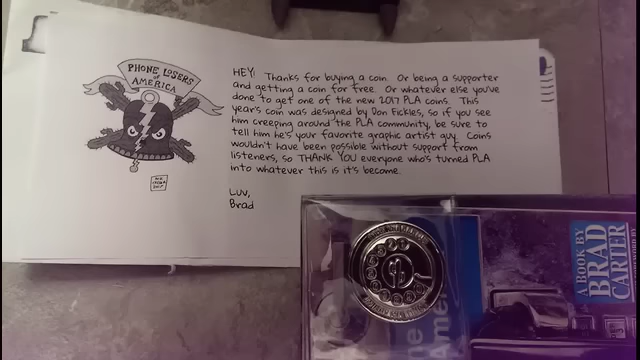 PHONE LOSERS
of
AMERICA
HEY! Thanks for buying a coin. Or being a supporter
and getting a coin for free. Or whatever else you've
done to get one of the new 2017 PLA coins. This
year's coin was designed by Don Fickles, so if you see
him creeping around the PLA community, be sure to
tell him he's your favorite graphic artist guy. Coins
wouldn't have been possible without support from
listeners, so THANK YOU everyone who's turned PLA
into whatever this is it's become.
Luv,
Brad
A BOOK BY
BRAD
CARTER